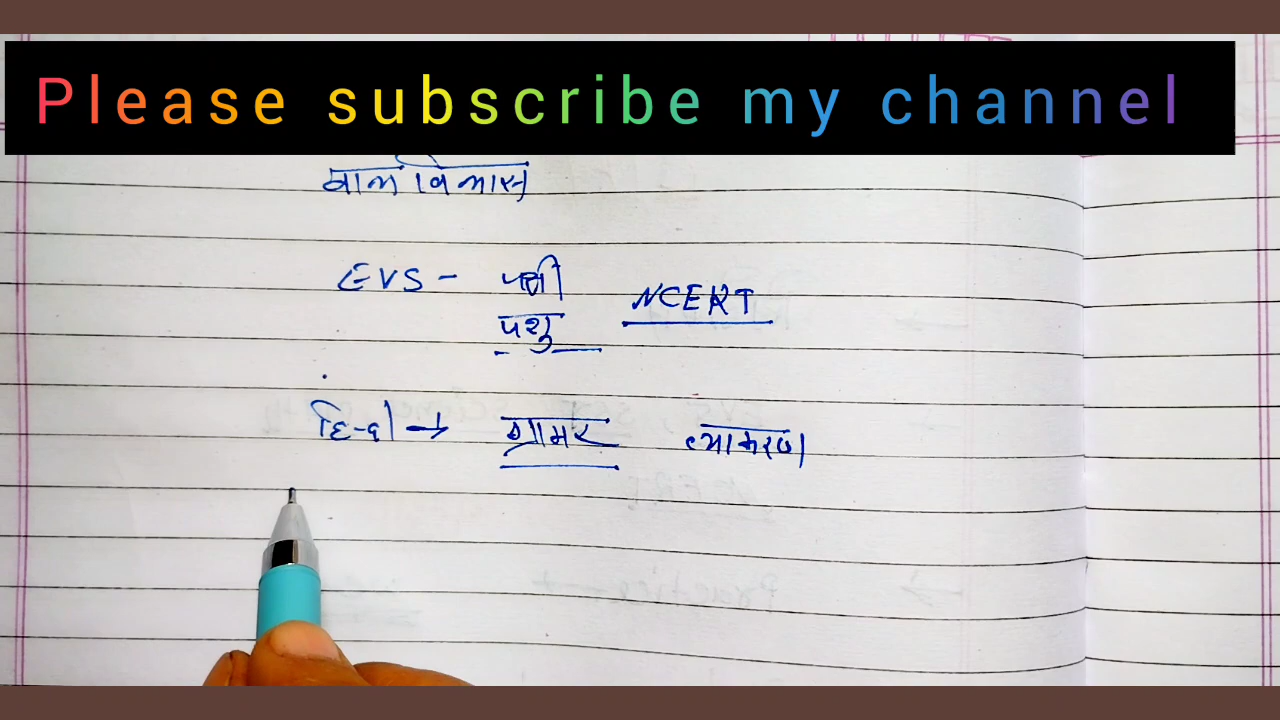 Please subscribe my channel
बाल विकास
EVS - पक्षी NCERT
पशु
हिन्दी → ग्रामर व्याकरण